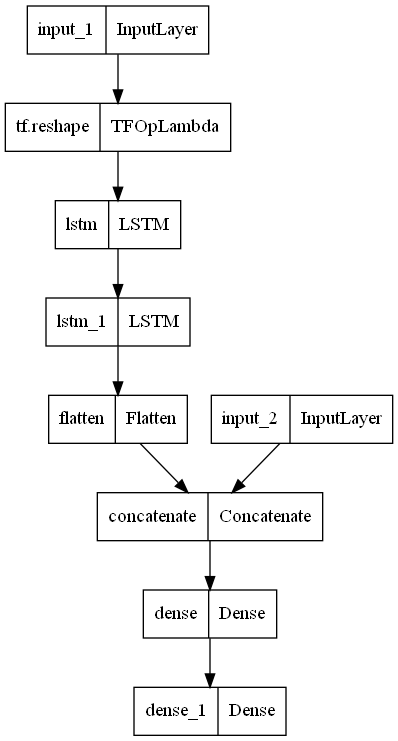 input_1 InputLayer
tf.reshape TFOpLambda
lstm LSTM
lstm_1 LSTM
flatten Flatten input_2 InputLayer
concatenate Concatenate
dense Dense
dense_1 Dense